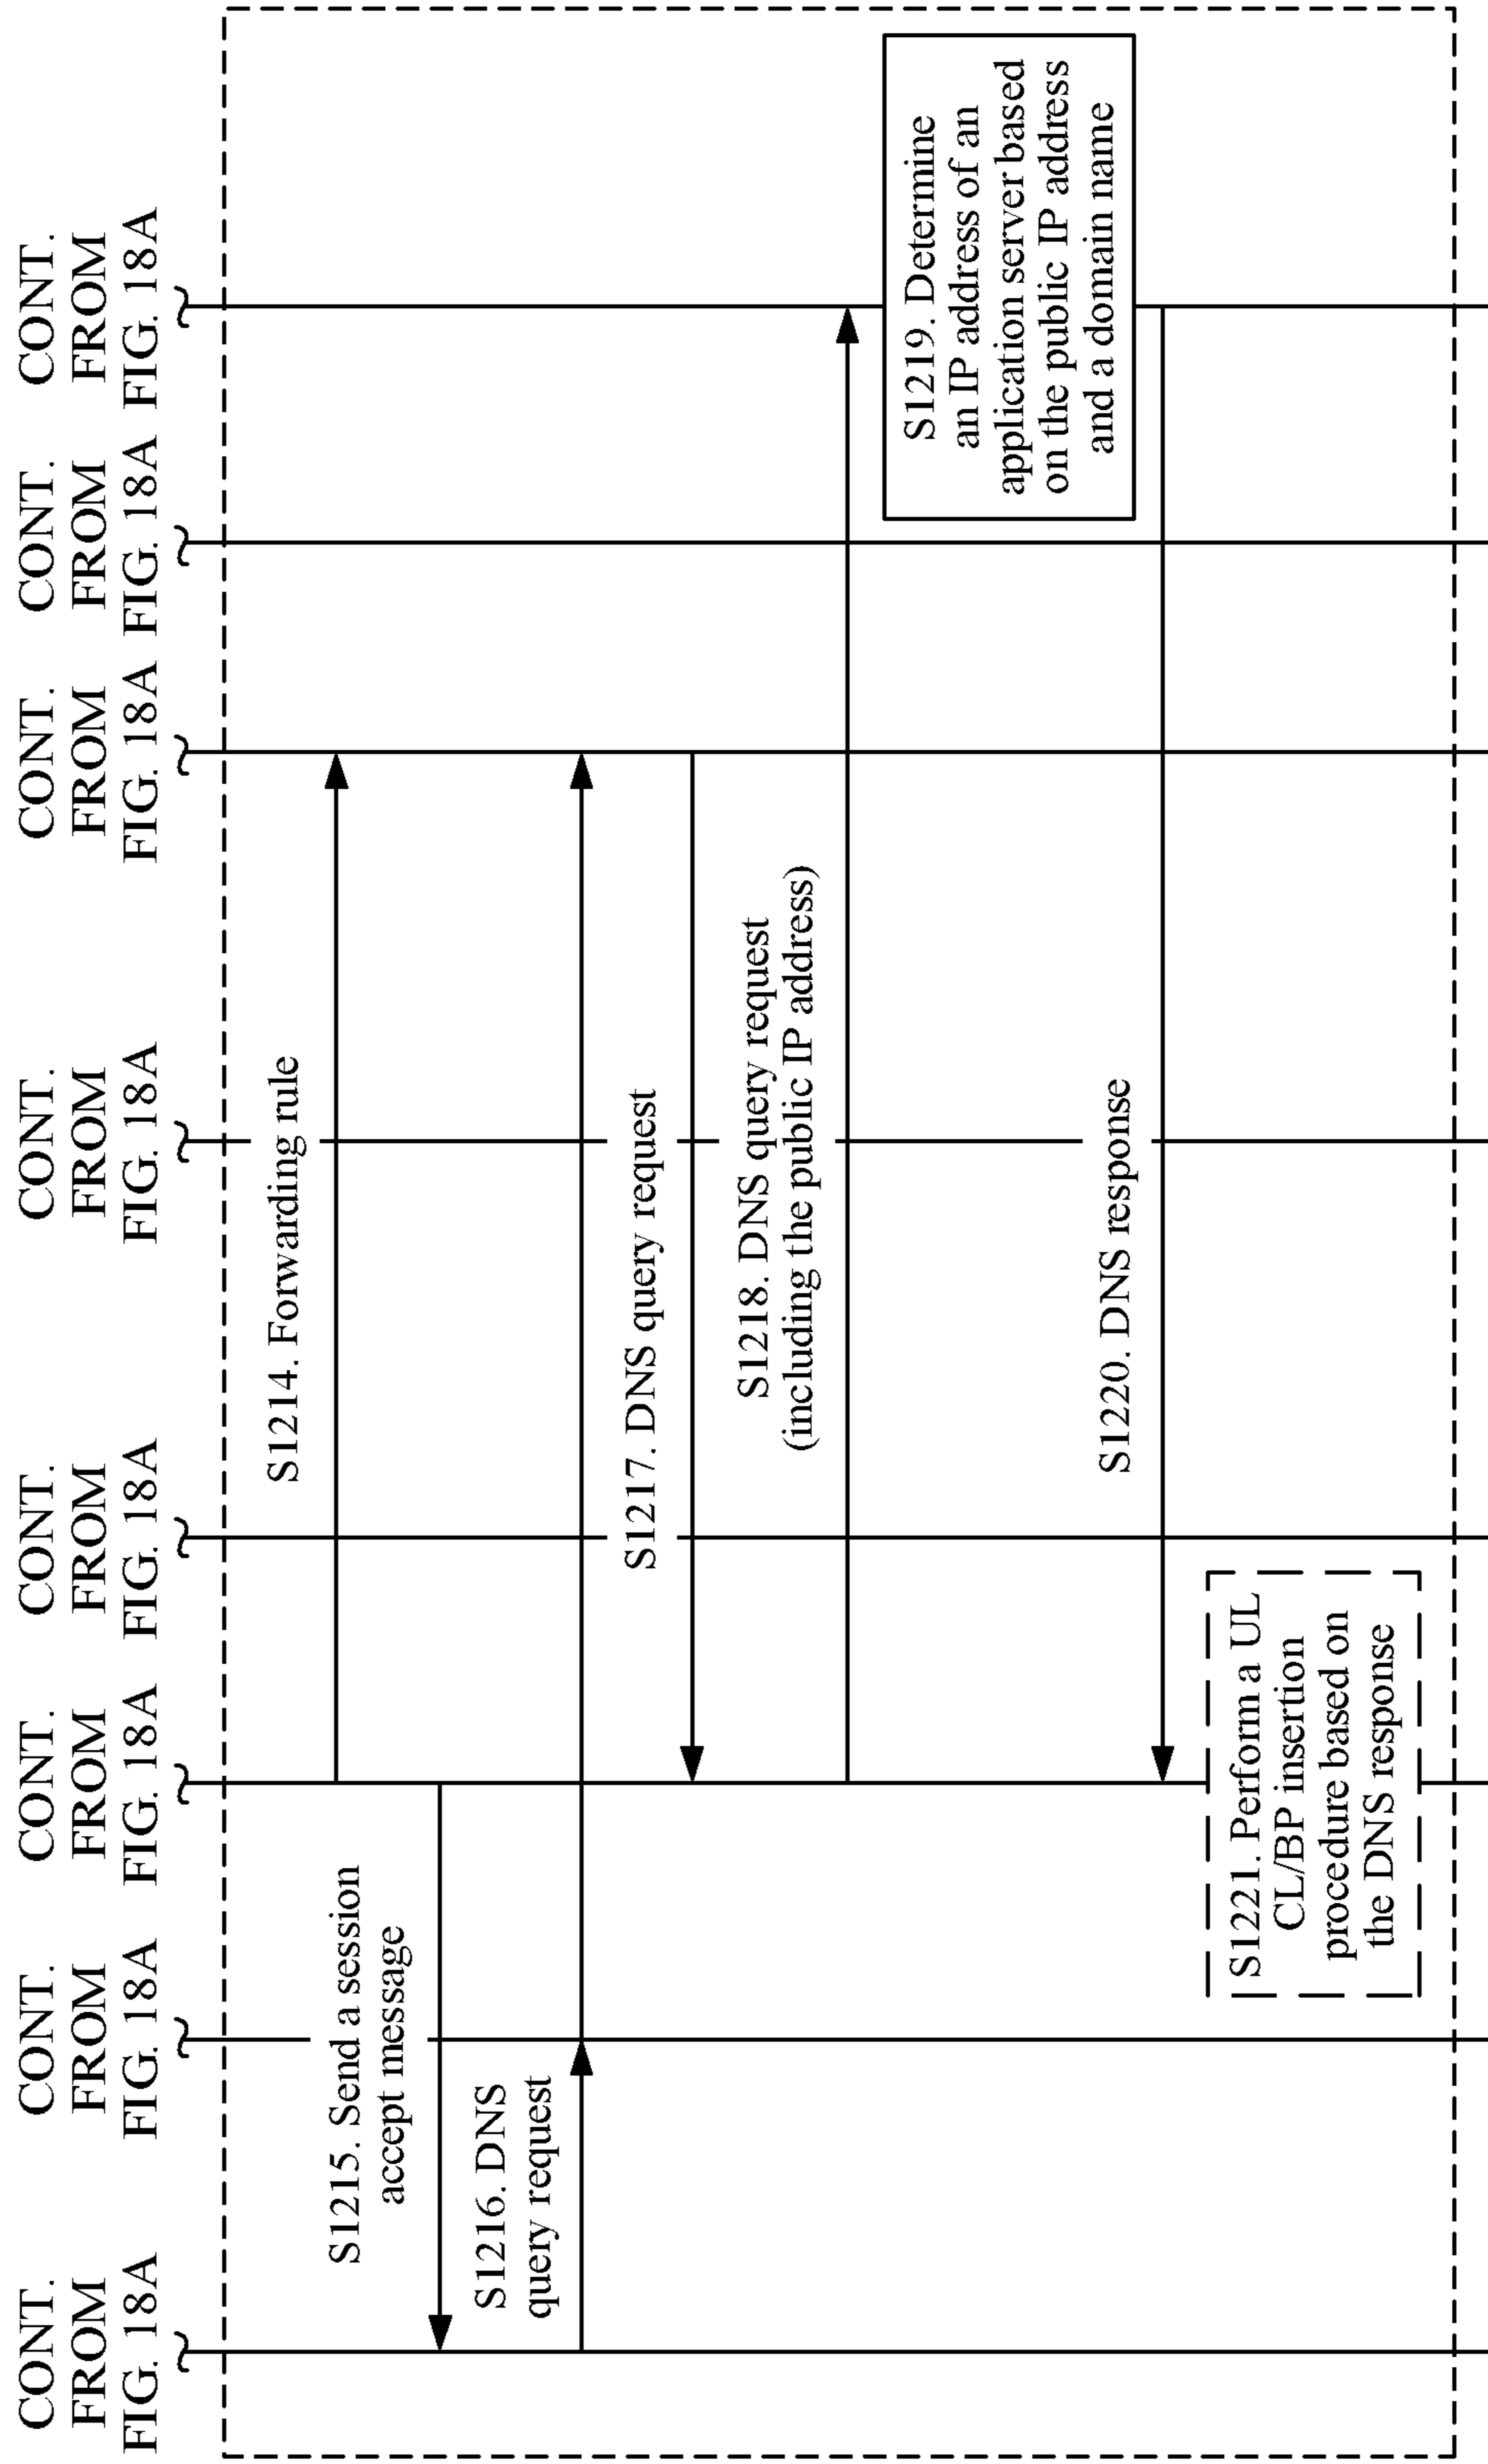 CONT.
FROM
FIG. 18A
CONT.
FROM
FIG. 18A
CONT.
FROM
FIG. 18A
CONT.
FROM
FIG. 18A
CONT.
FROM
FIG. 18A
CONT.
FROM
FIG. 18A
CONT.
FROM
FIG. 18A
CONT.
FROM
FIG. 18A
S1214. Forwarding rule
S1215. Send a session
accept message
S1216. DNS
query request
S1217. DNS query request
S1218. DNS query request
(including the public IP address)
S1219. Determine
an IP address of an
application server based
on the public IP address
and a domain name
S1220. DNS response
S1221. Perform a UL
CL/BP insertion
procedure based on
the DNS response